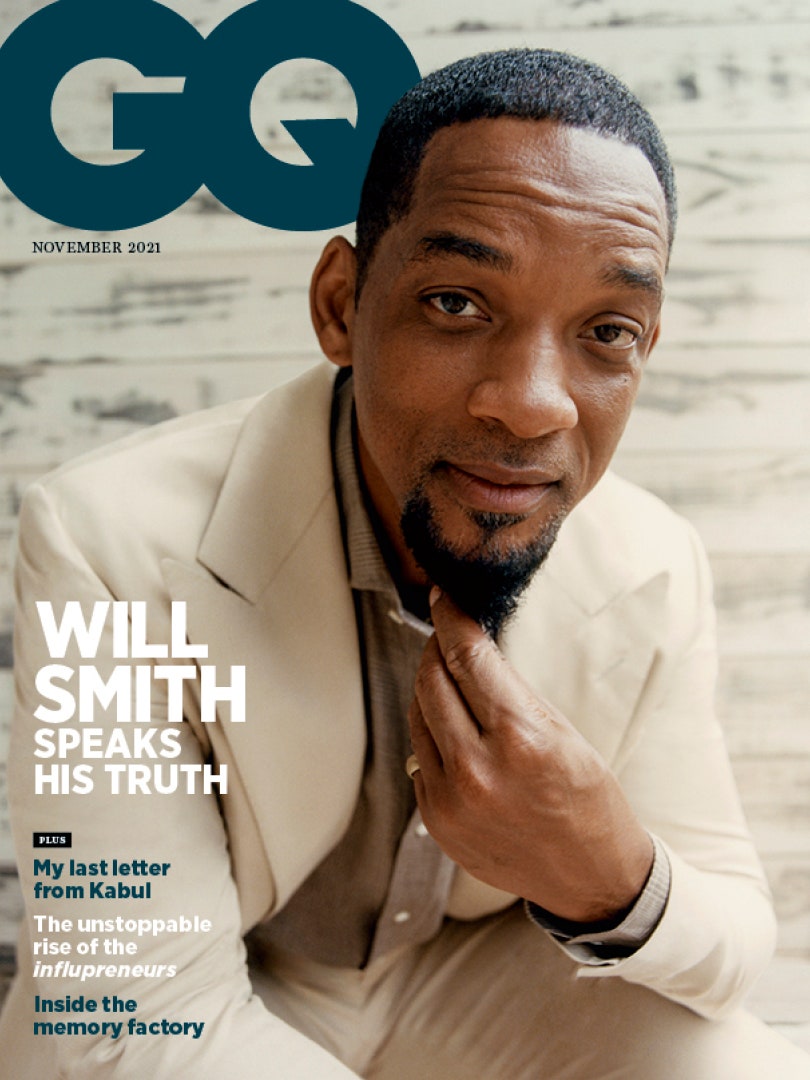 GQ
NOVEMBER 2021
WILL
SMITH
SPEAKS
HIS TRUTH
PLUS
My last letter
from Kabul
The unstoppable
rise of the
influpreneurs
Inside the
memory factory